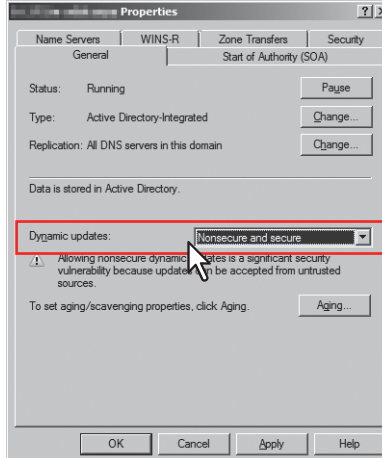 Properties
? X
Name Servers WINS-R Zone Transfers Security
General Start of Authority (SOA)
Status: Running Pause
Type: Active Directory-Integrated Change...
Replication: All DNS servers in this domain Change...
Data is stored in Active Directory.
Dynamic updates: Nonsecure and secure
Allowing nonsecure dynamic is a significant security
vulnerability because be accepted from untrusted
sources.
To set aging/scavenging properties, click Aging. Aging...
OK Cancel Apply Help